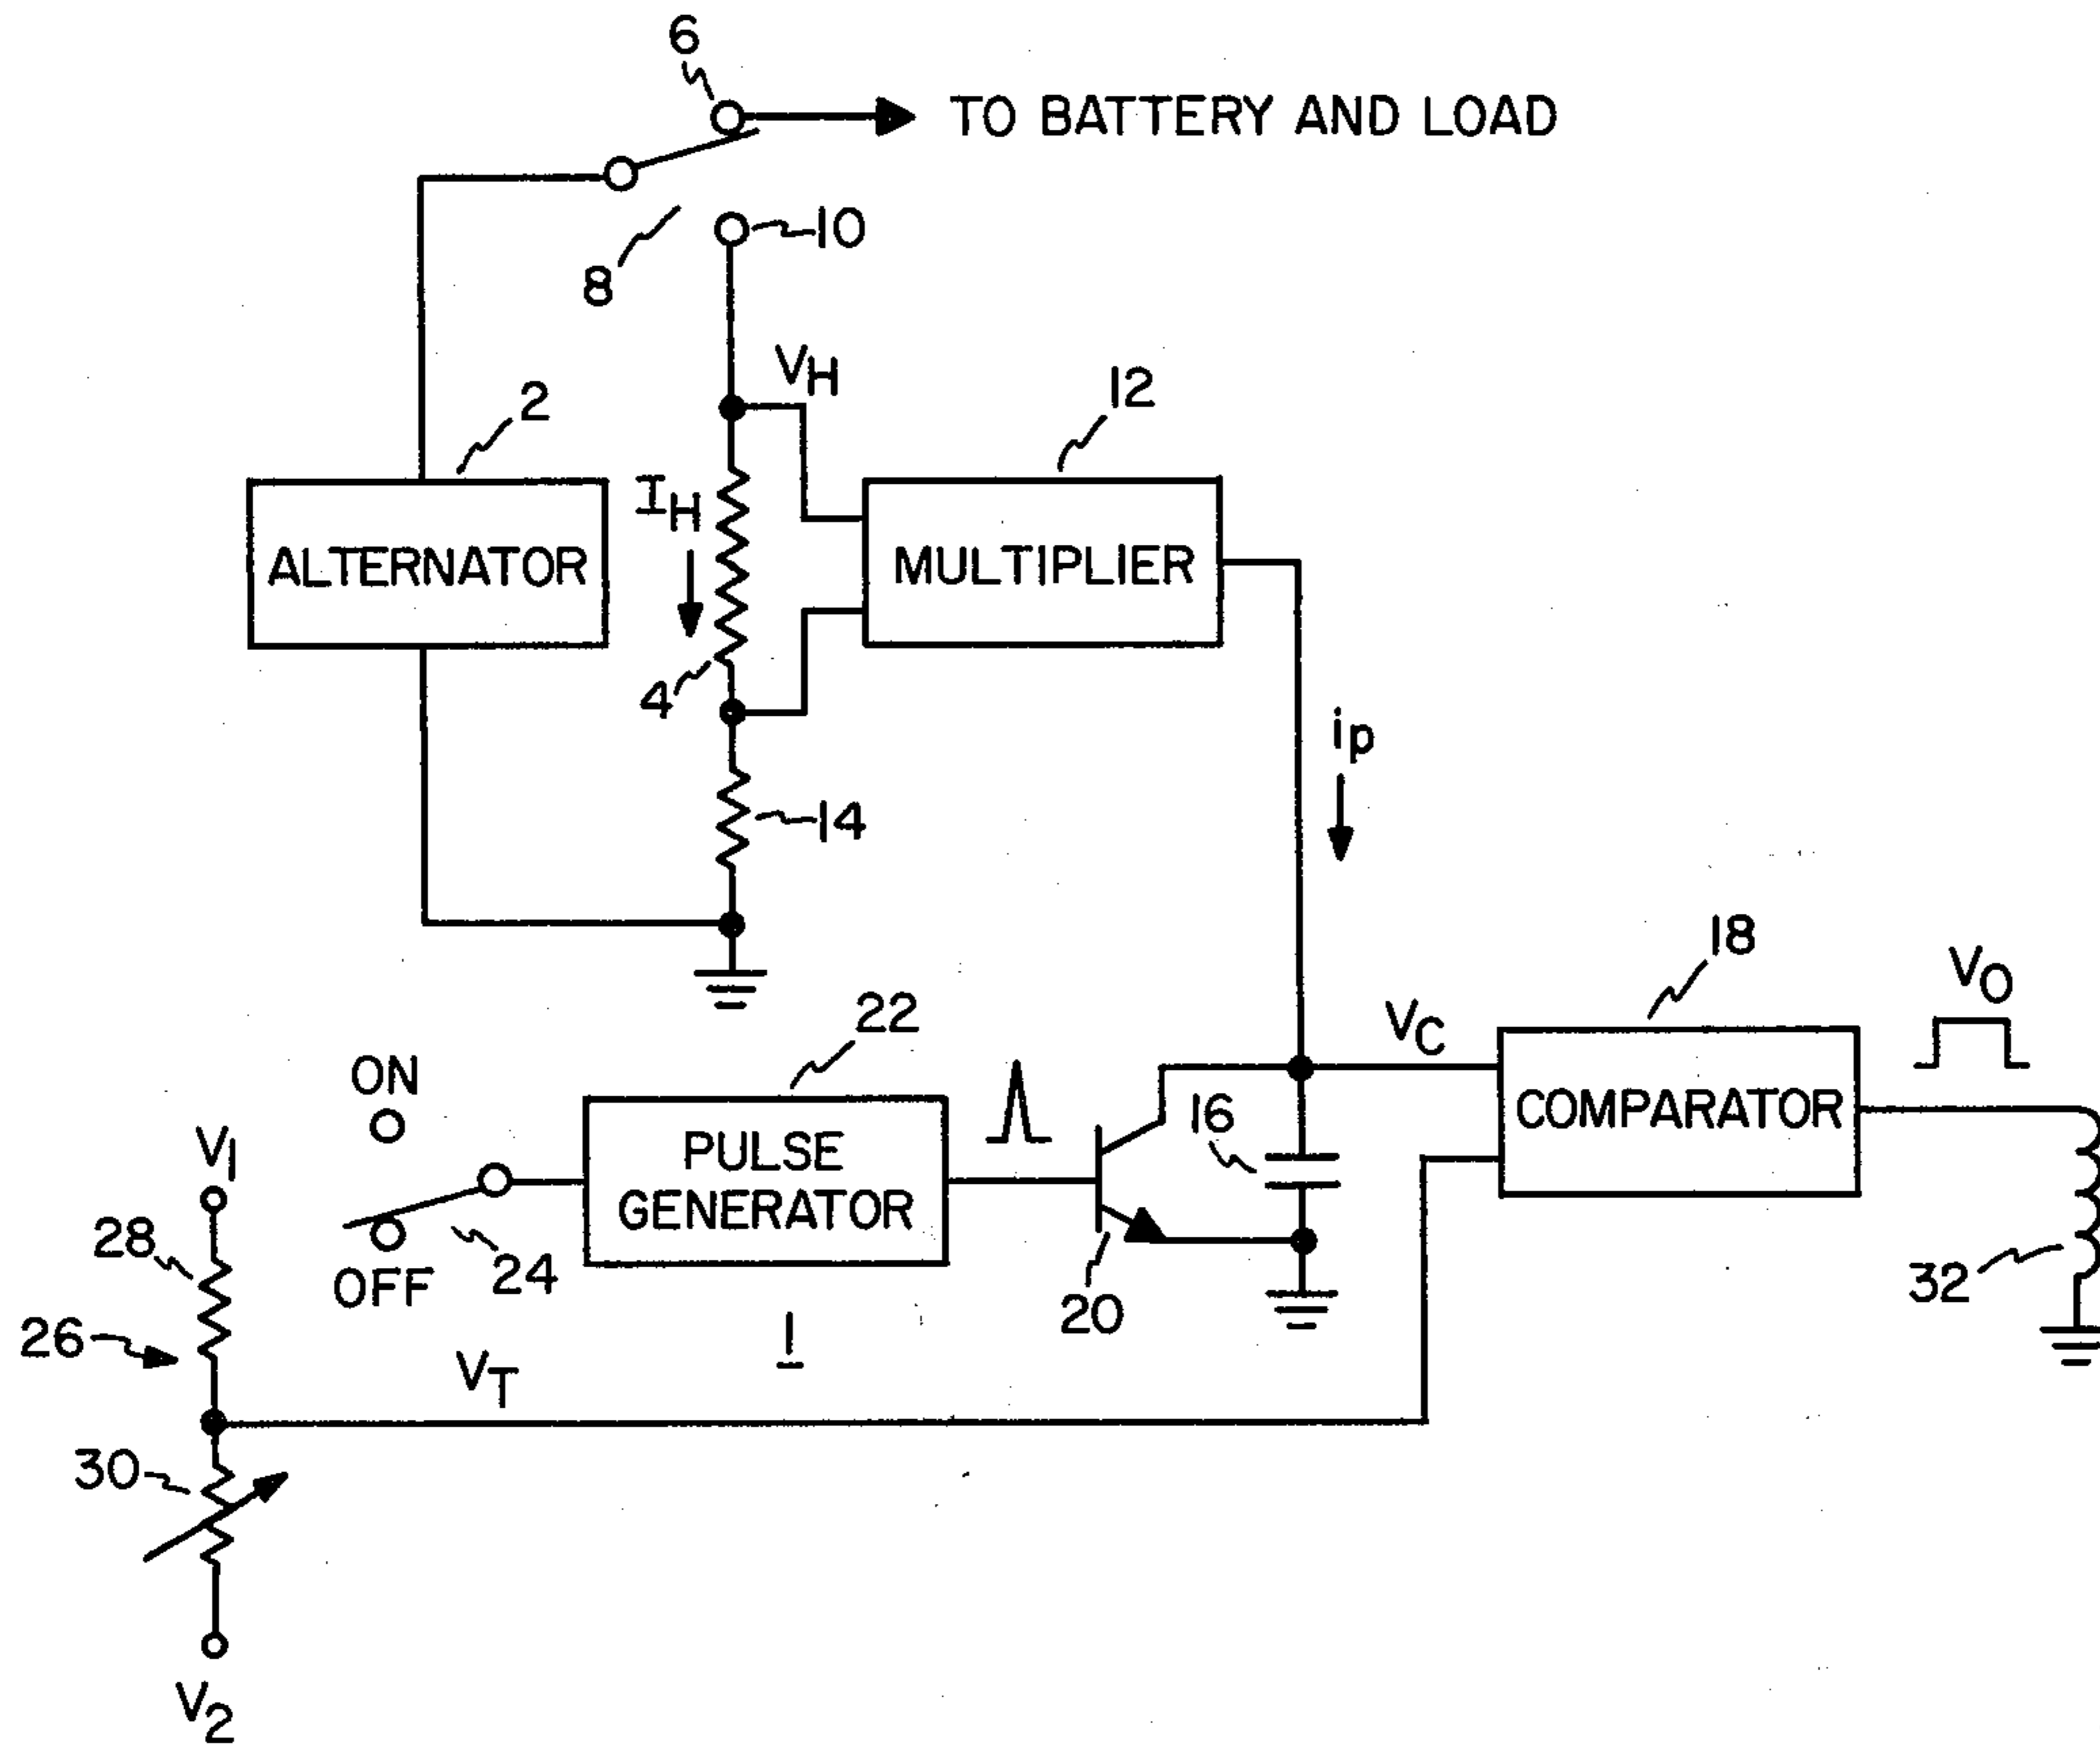 6
TO BATTERY AND LOAD
10
8
VH
2
12
IH
ALTERNATOR
MULTIPLIER
4
ip
14
18
VO
22
VC
ON
16
COMPARATOR
V1
PULSE
GENERATOR
28
OFF
24
20
32
26
1
VT
30
V2